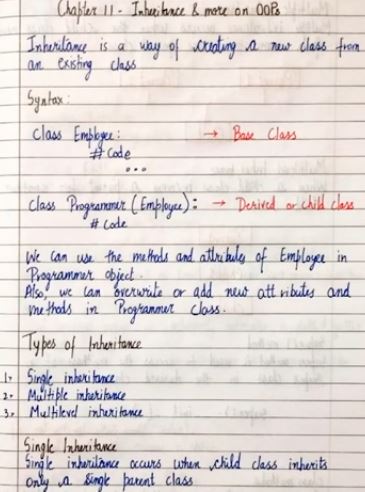 Chapter 11 - Inheritance & more on OOPs
Inheritance is a way of creating a new class from
an existing class
Syntax:
Class Employee: → Base Class
# Code
...
Class Programmer (Employee): → Derived or child class
# Code
We can use the methods and attributes of Employee in
Programmer object.
Also, we can overwrite or add new attributes and
methods in Programmer class.
Types of Inheritance
1. Single inheritance
2. Multiple inheritance
3. Multilevel inheritance
Single Inheritance
Single inheritance occurs when child class inherits
only a single parent class